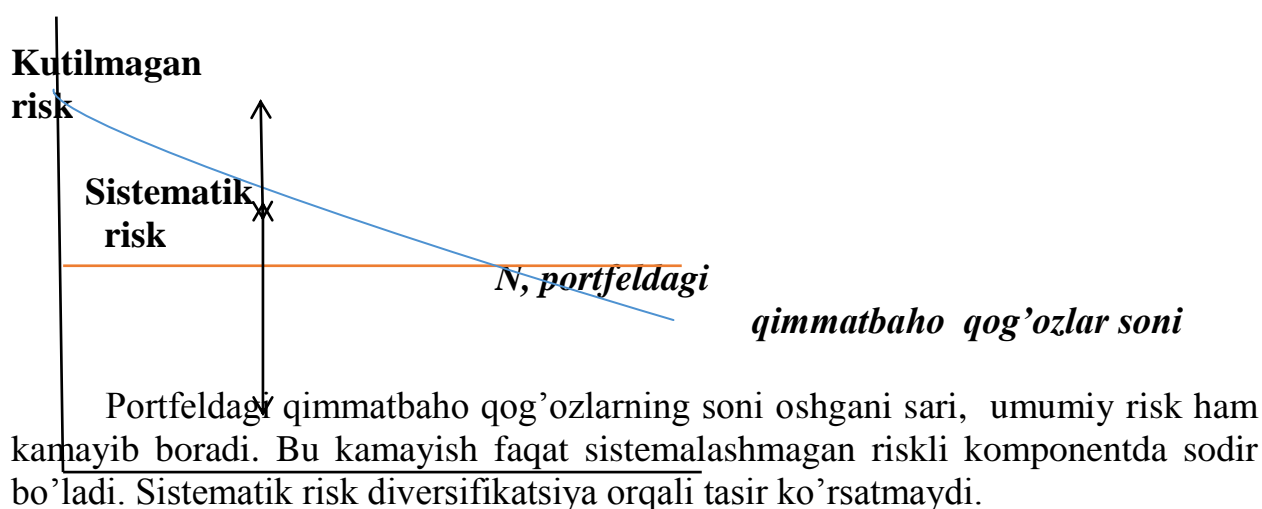 Kutilmagan
risk
Sistematik
risk
N, portfeldagi
qimmatbaho qog’ozlar soni
Portfeldagi qimmatbaho qog’ozlarning soni oshgani sari, umumiy risk ham
kamayib boradi. Bu kamayish faqat sistemalashmagan riskli komponentda sodir
bo’ladi. Sistematik risk diversifikatsiya orqali tasir ko’rsatmaydi.